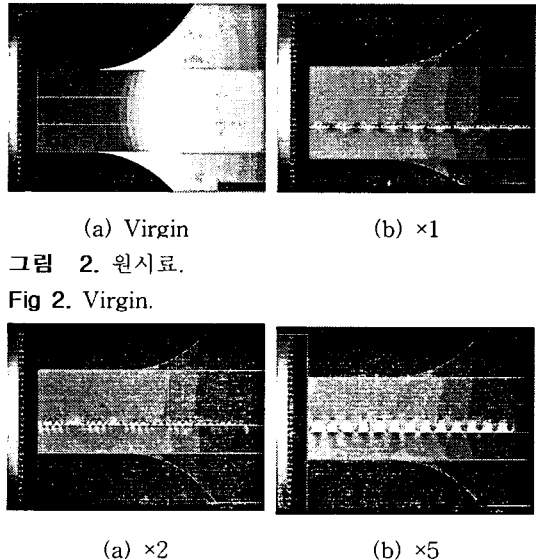 (a) Virgin (b) ×1
그림 2. 원시료.
Fig 2. Virgin.
(a) ×2 (b) ×5